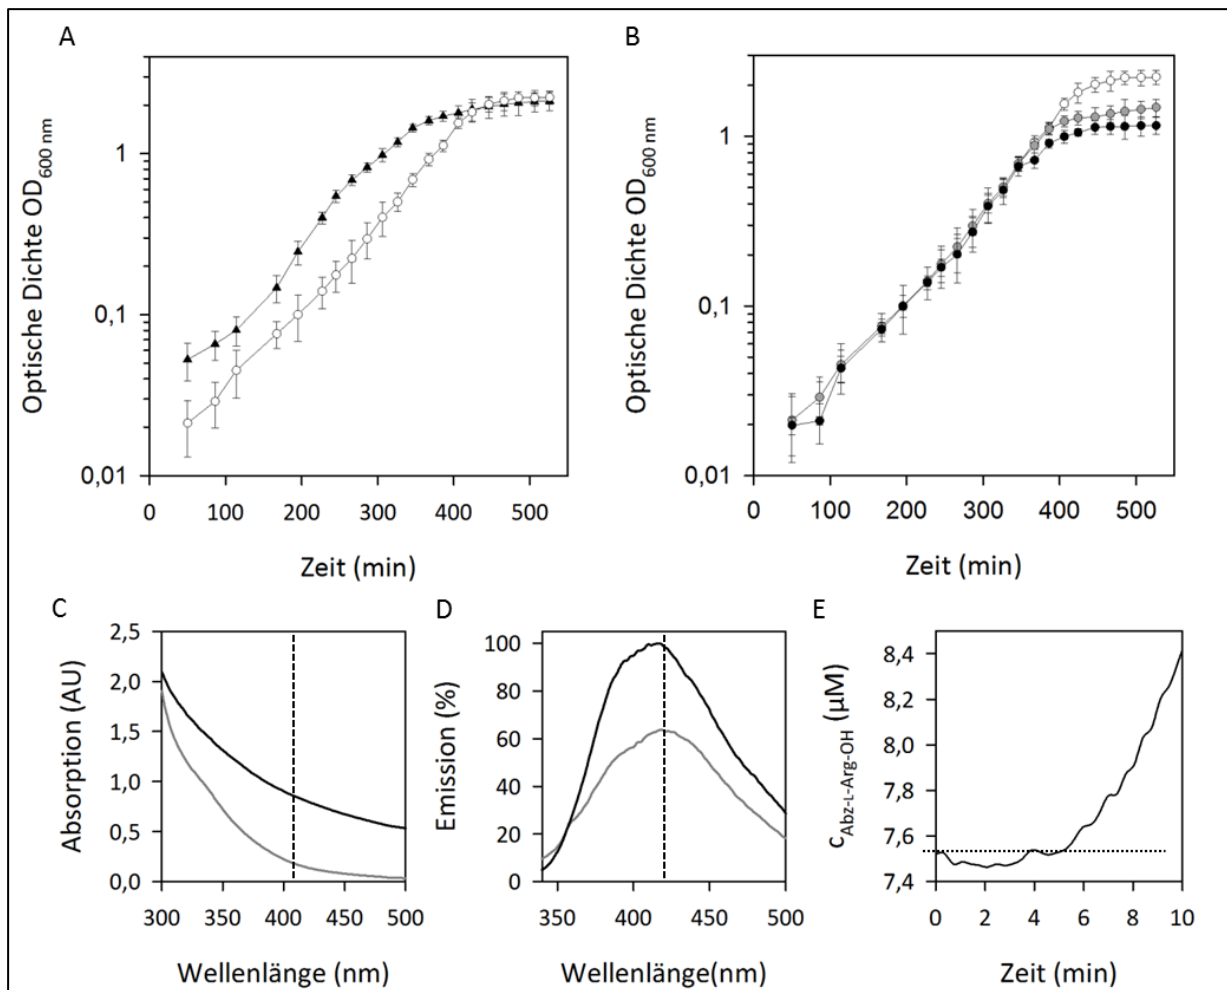 A
B
Optische Dichte OD600 nm
1
0,1
0,01
0 100 200 300 400 500
Zeit (min)
Optische Dichte OD600 nm
1
0,1
0,01
0 100 200 300 400 500
Zeit (min)
C
D
E
Absorption (AU)
2,5
2,0
1,5
1,0
0,5
0,0
300 350 400 450 500
Wellenlänge (nm)
Emission (%)
100
80
60
40
20
0
350 400 450 500
Wellenlänge(nm)
cAbz-L-Arg-OH (µM)
8,4
8,2
8,0
7,8
7,6
7,4
0 2 4 6 8 10
Zeit (min)